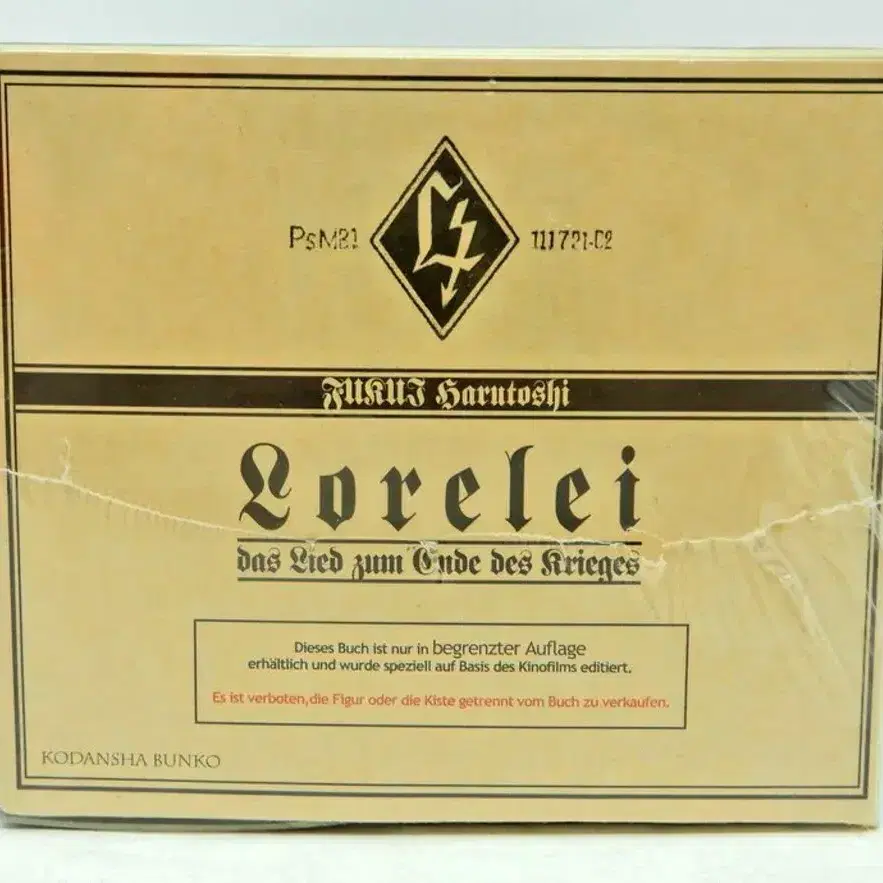 PsMB1
111721-C2
FUKUI Harutoshi
Lorelei
das Lied zum Ende des Krieges
Dieses Buch ist nur in begrenzter Auflage
erhältlich und wurde speziell auf Basis des Kinofilms editiert.
Es ist verboten,die Figur oder die Kiste getrennt vom Buch zu verkaufen.
KODANSHA BUNKO